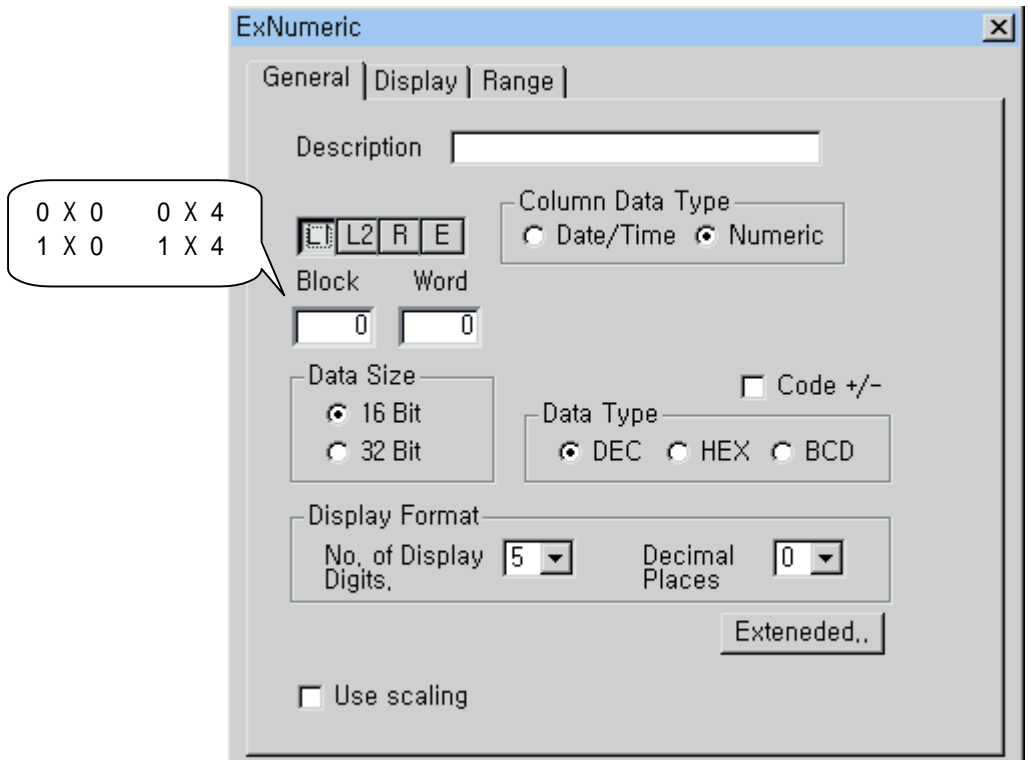 ExNumeric
General Display Range
Description
0 X 0 0 X 4
1 X 0 1 X 4
Column Data Type
L1 L2 R E
Date/Time Numeric
Block Word
0 0
Data Size
Code +/-
16 Bit
Data Type
32 Bit
DEC HEX BCD
Display Format
No. of Display Digits. 5 Decimal Places 0
Exteneded..
Use scaling